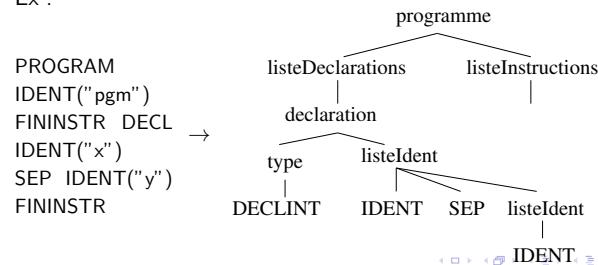 Ex :
PROGRAM
IDENT("pgm")
FININSTR DECL
IDENT("x")
SEP IDENT("y")
FININSTR
→
programme
listeDeclarations listeInstructions
declaration
type listeIdent
DECLINT IDENT SEP listeIdent
IDENT